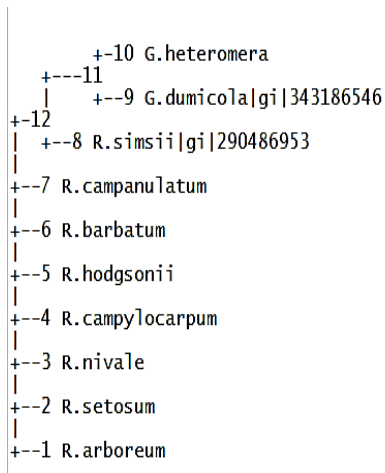 +-10 G.heteromera
+---11
| +--9 G.dumicola|gi|343186546
+-12
| +--8 R.simsii|gi|290486953
|
+--7 R.campanulatum
|
+--6 R.barbatum
|
+--5 R.hodgsonii
|
+--4 R.campylocarpum
|
+--3 R.nivale
|
+--2 R.setosum
|
+--1 R.arboreum